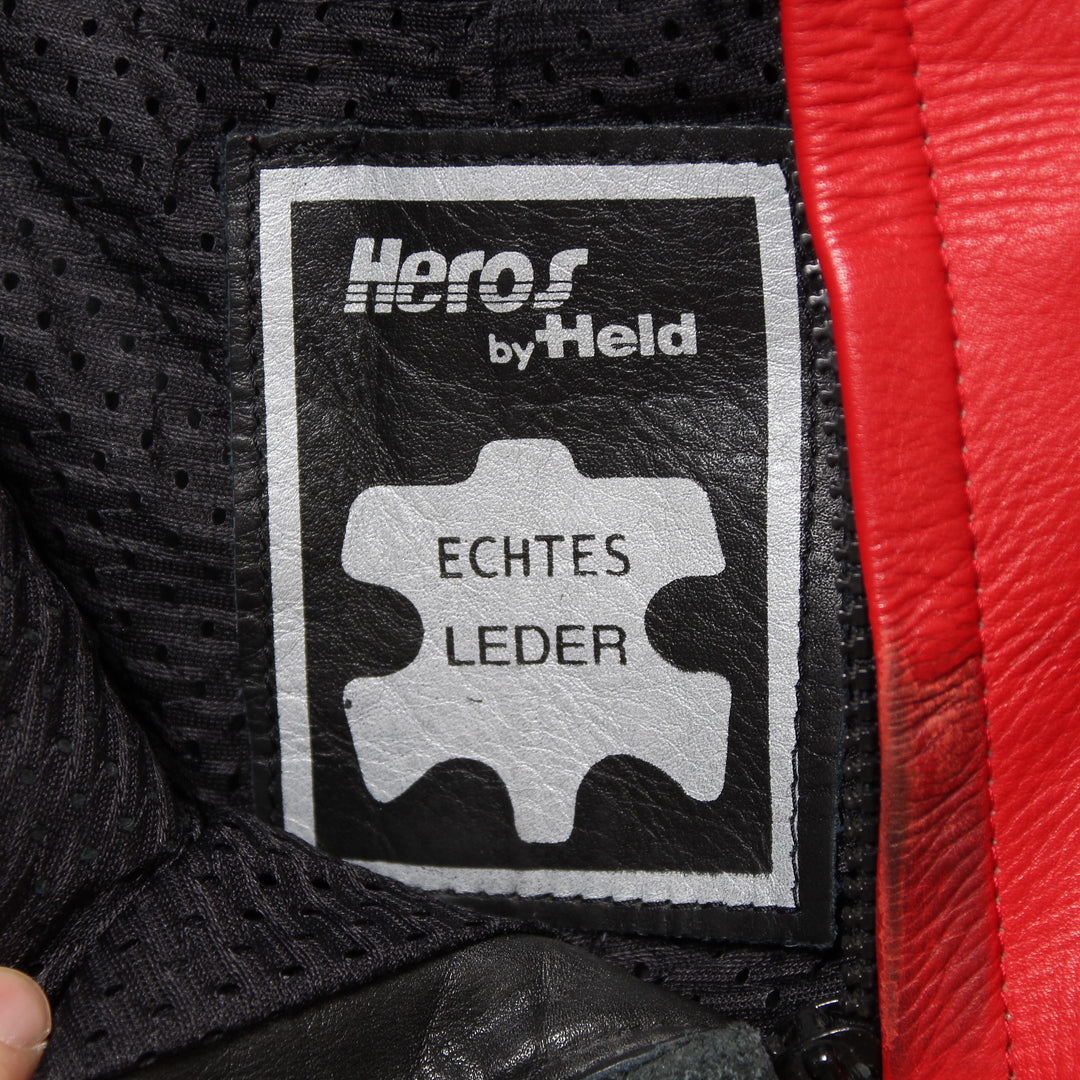 Heros
by Held
ECHTES
LEDER